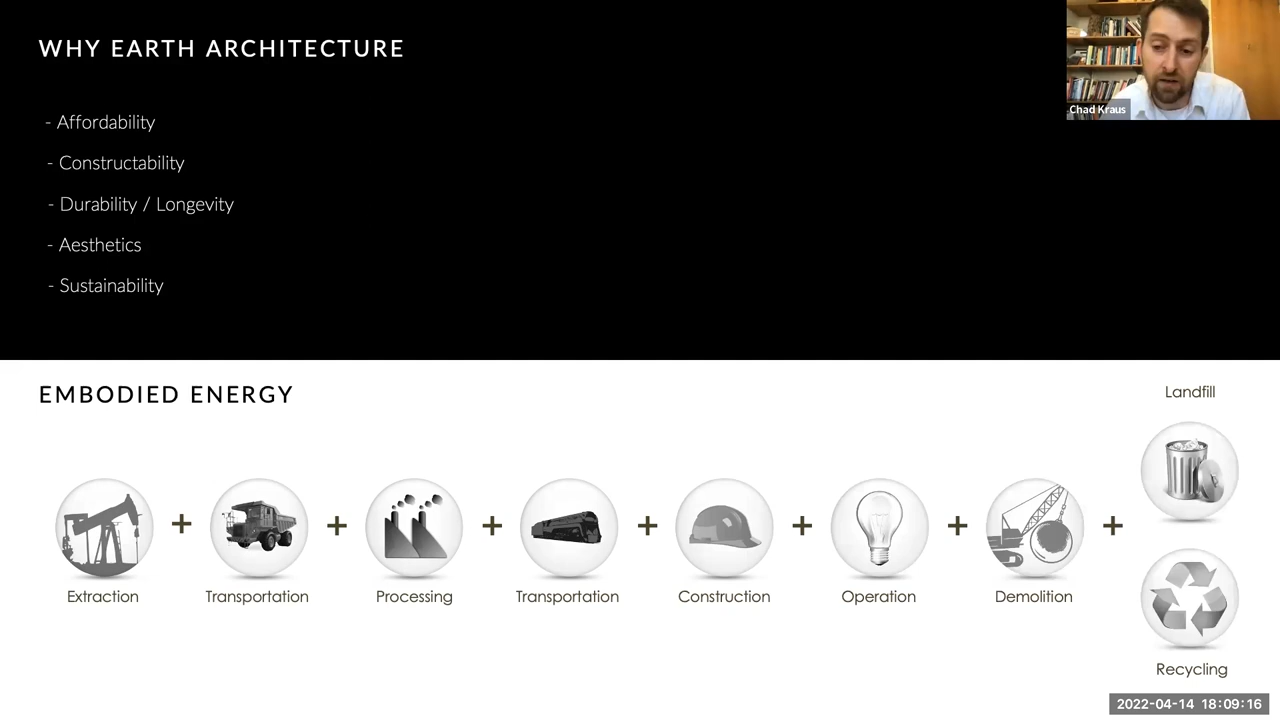 WHY EARTH ARCHITECTURE
- Affordability
- Constructability
- Durability / Longevity
- Aesthetics
- Sustainability
Chad Kraus
EMBODIED ENERGY
Landfill
+ + + + + + +
Extraction Transportation Processing Transportation Construction Operation Demolition
Recycling
2022-04-14 18:09:16